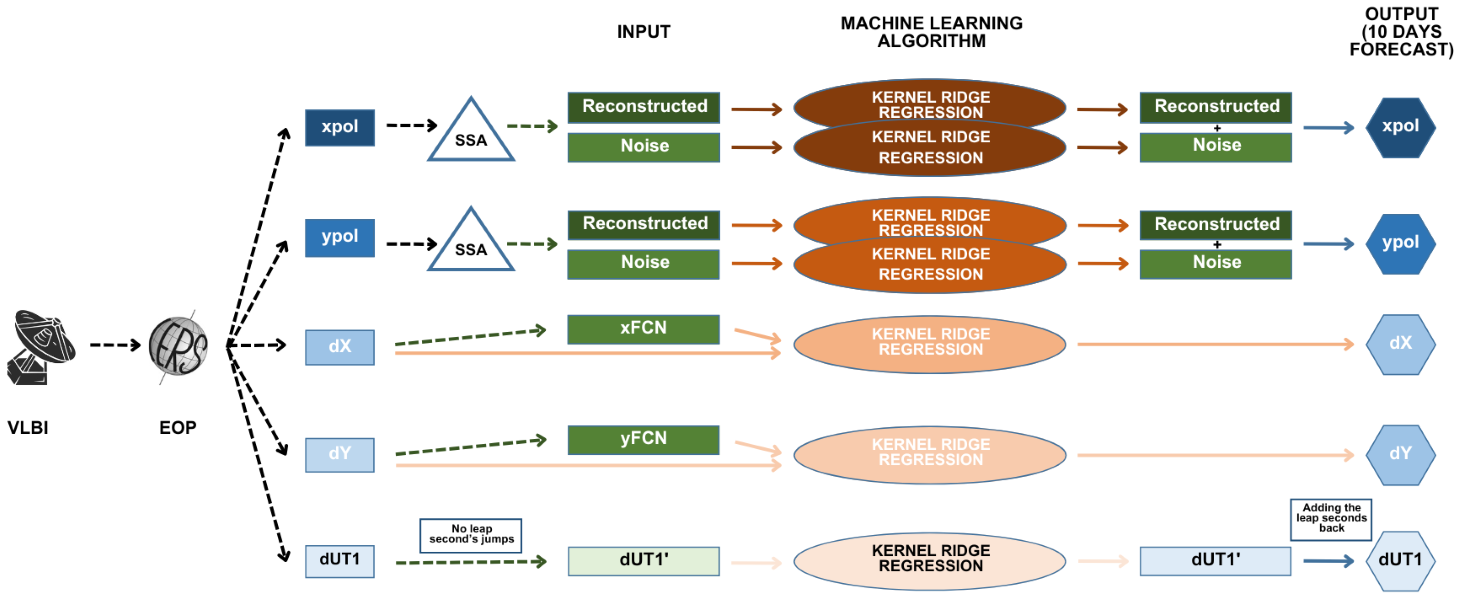 INPUT
MACHINE LEARNING
ALGORITHM
OUTPUT
(10 DAYS
FORECAST)
xpol
SSA
Reconstructed
Noise
KERNEL RIDGE
REGRESSION
KERNEL RIDGE
REGRESSION
Reconstructed
+
Noise
xpol
ypol
SSA
Reconstructed
Noise
KERNEL RIDGE
REGRESSION
KERNEL RIDGE
REGRESSION
Reconstructed
+
Noise
ypol
VLBI
IERS
EOP
dX
xFCN
KERNEL RIDGE
REGRESSION
dX
dY
yFCN
KERNEL RIDGE
REGRESSION
dY
dUT1
No leap
second's jumps
dUT1'
KERNEL RIDGE
REGRESSION
dUT1'
Adding the
leap seconds
back
dUT1